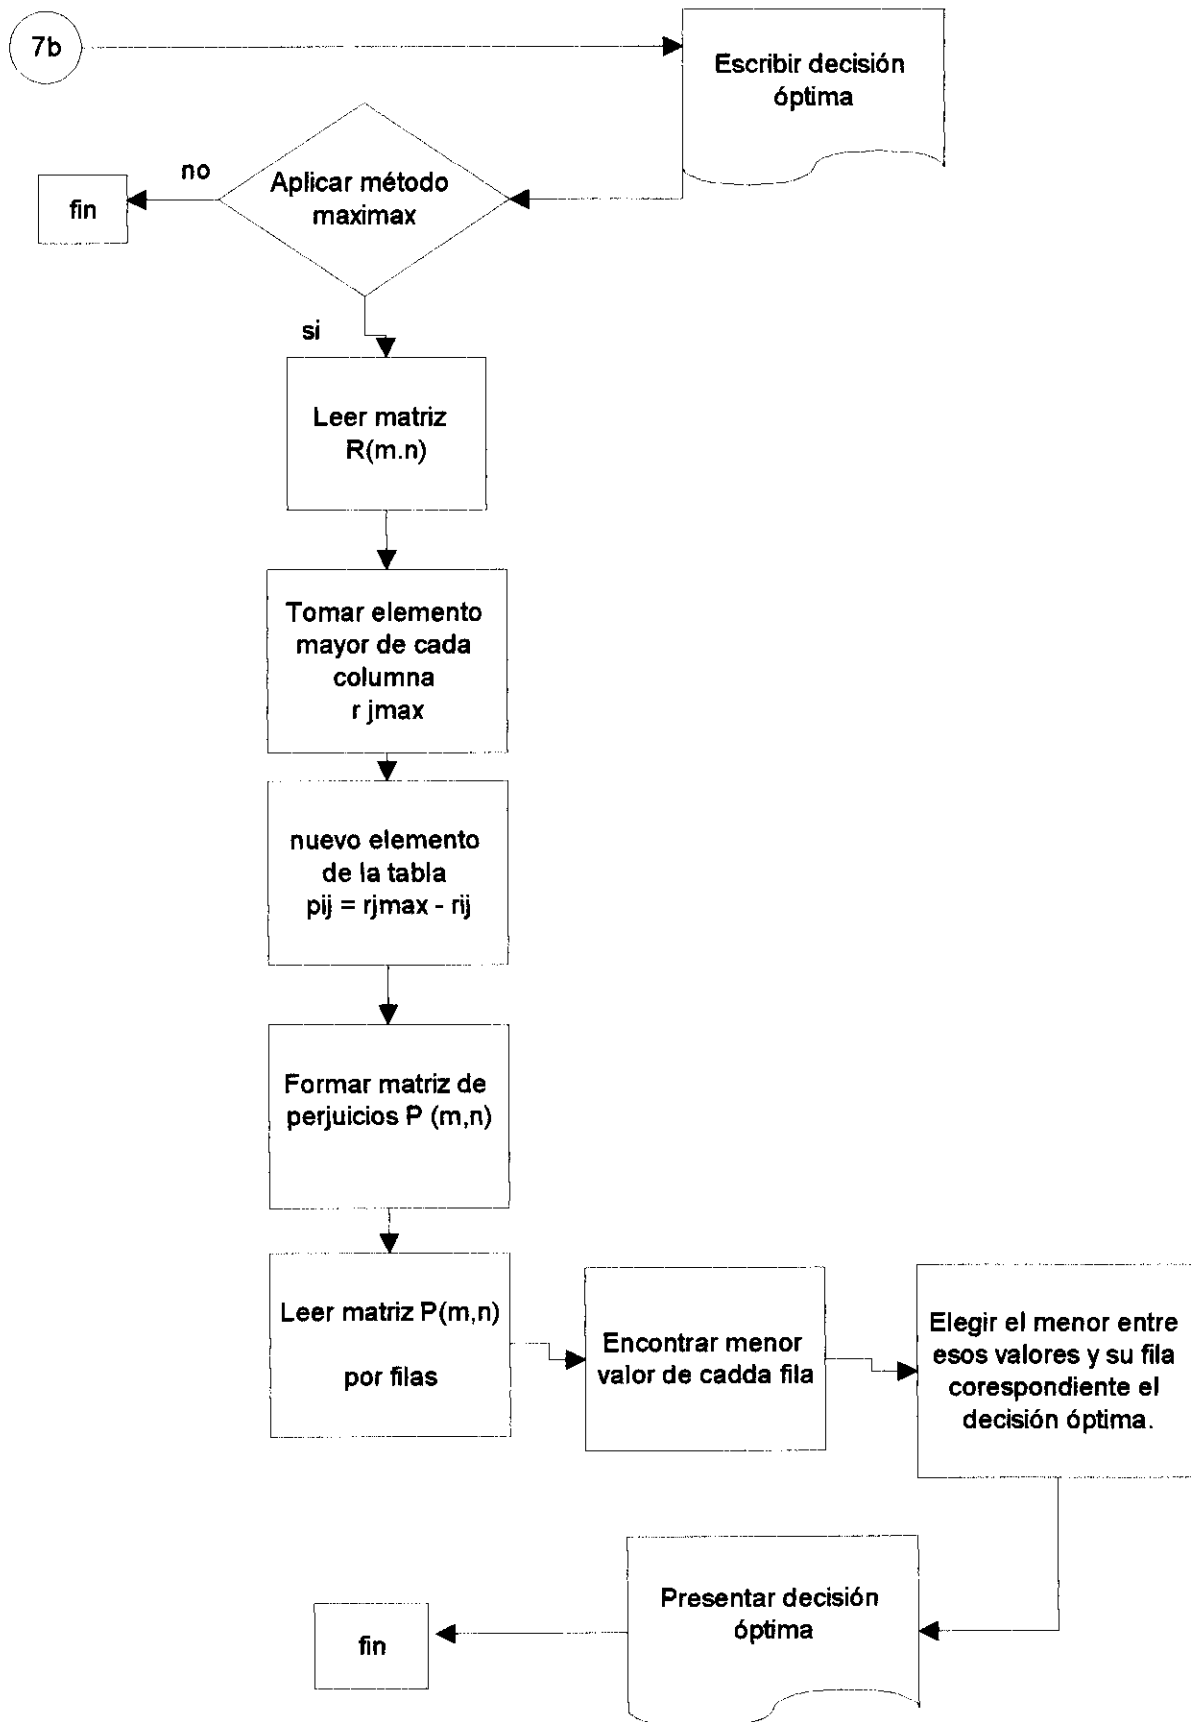 7b
Escribir decisión
óptima
no
Aplicar método
maximax
fin
si
Leer matriz
R(m.n)
Tomar elemento
mayor de cada
columna
r jmax
nuevo elemento
de la tabla
pij = rjmax - rij
Formar matriz de
perjuicios P (m,n)
Leer matriz P(m,n)
por filas
Encontrar menor
valor de cadda fila
Elegir el menor entre
esos valores y su fila
corespondiente el
decisión óptima.
Presentar decisión
óptima
fin